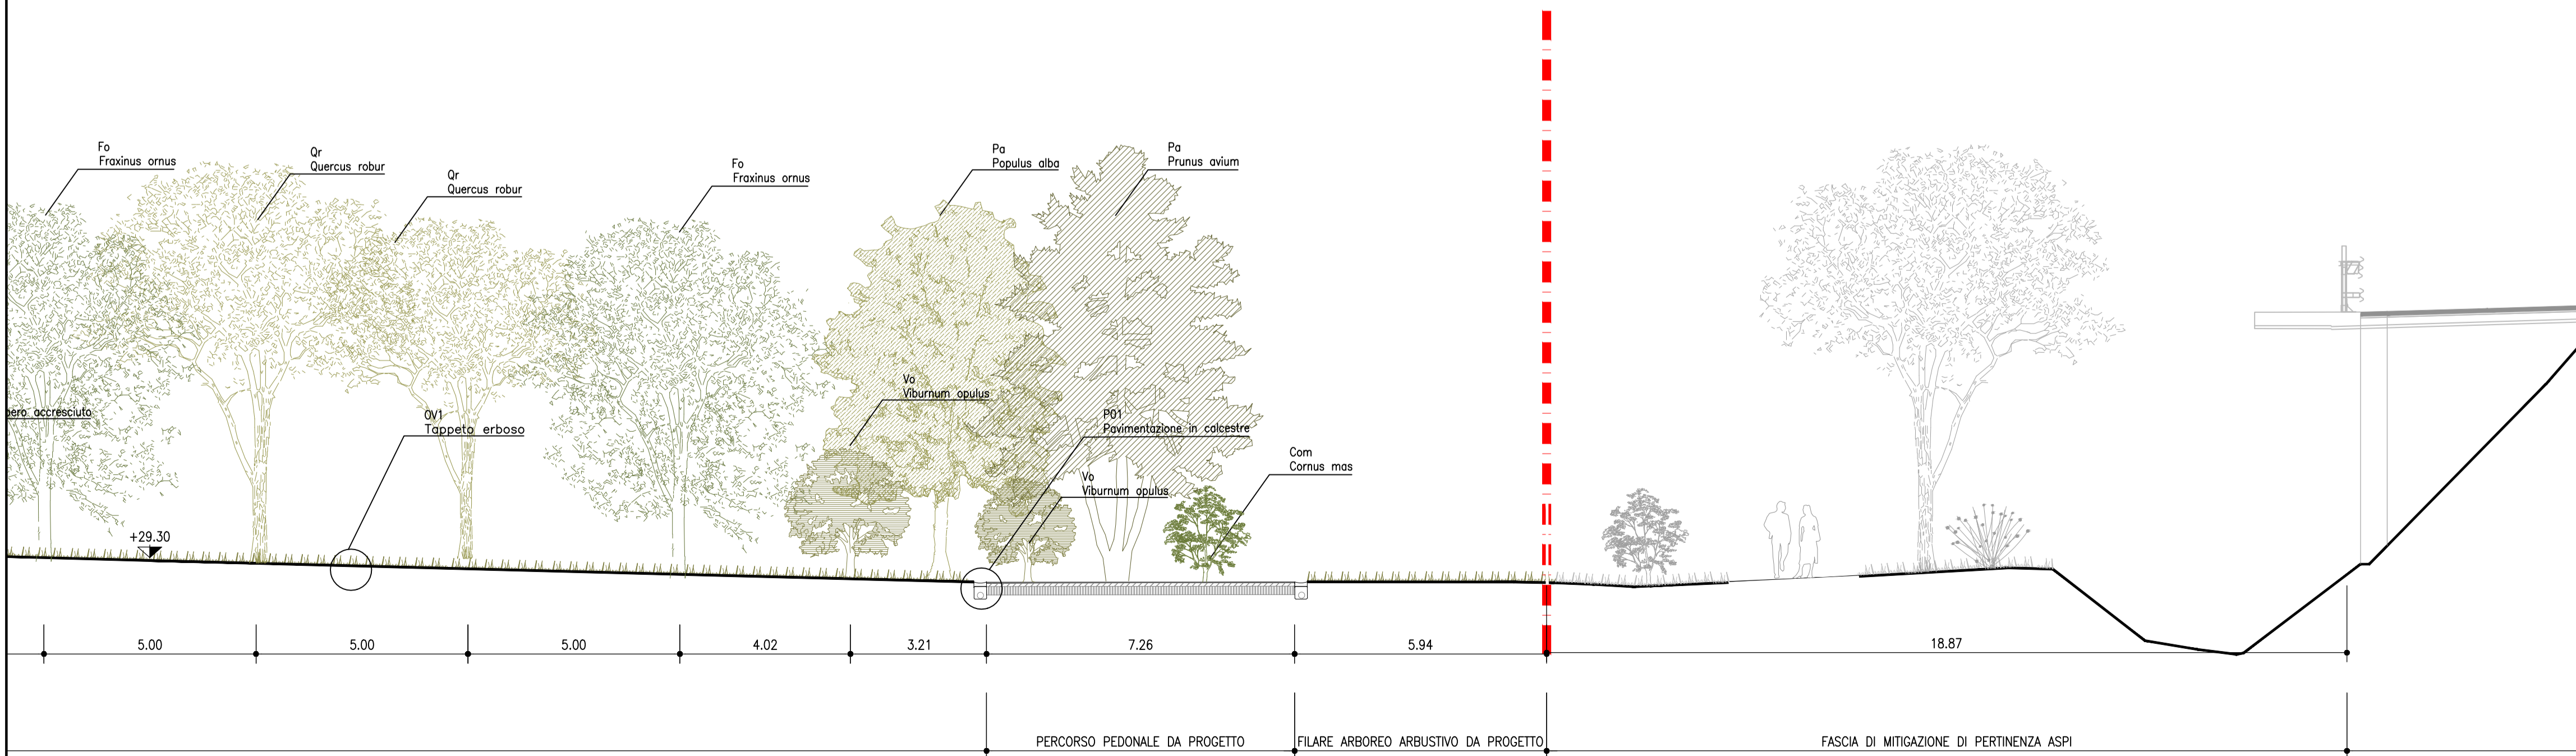 Fo
Fraxinus ornus
Qr
Quercus robur
Qr
Quercus robur
Fo
Fraxinus ornus
Pa
Populus alba
Pa
Prunus avium
Vo
Viburnum opulus
accresciuto
OV1
Tappeto erboso
P01
Pavimentazione in calcestre
Com
Cornus mas
Vo
Viburnum opulus
+29.30
5.00
5.00
5.00
4.02
3.21
7.26
5.94
18.87
PERCORSO PEDONALE DA PROGETTO
FILARE ARBOREO ARBUSTIVO DA PROGETTO
FASCIA DI MITIGAZIONE DI PERTINENZA ASPI